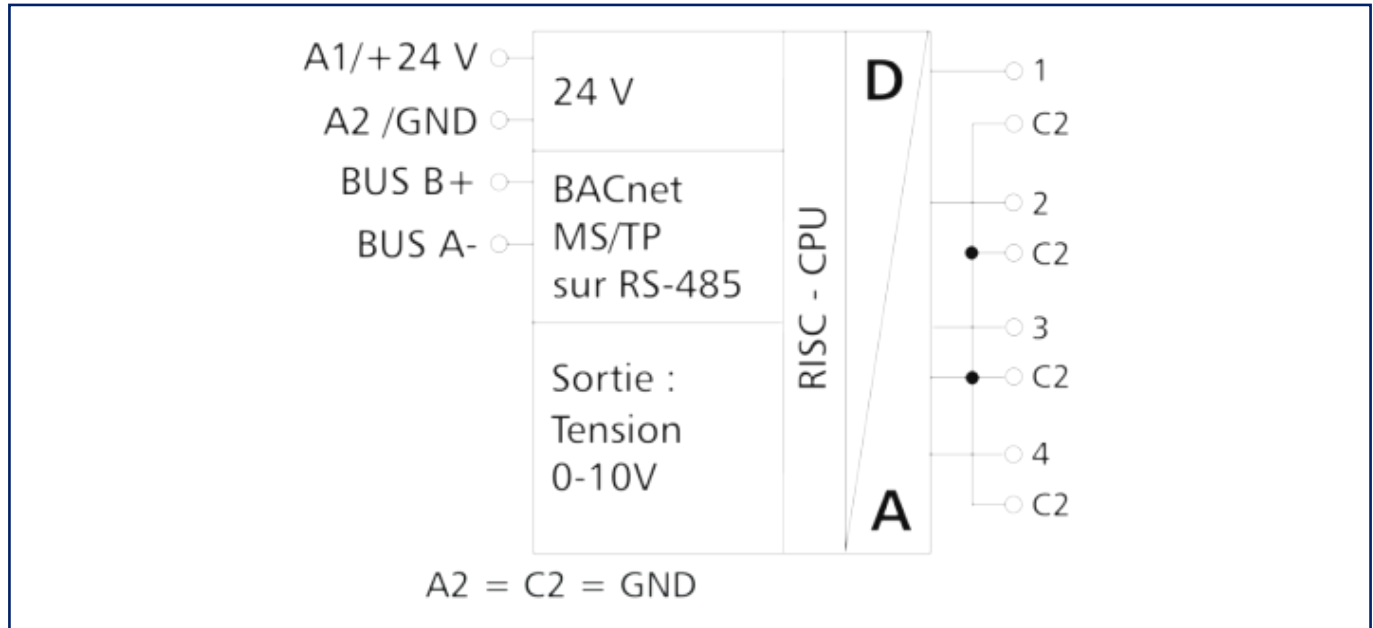 A1/+24 V
A2 /GND
BUS B+
BUS A-
24 V
BACnet
MS/TP
sur RS-485
Sortie :
Tension
0-10V
RISC - CPU
D
A
1
C2
2
C2
3
C2
4
C2
A2 = C2 = GND